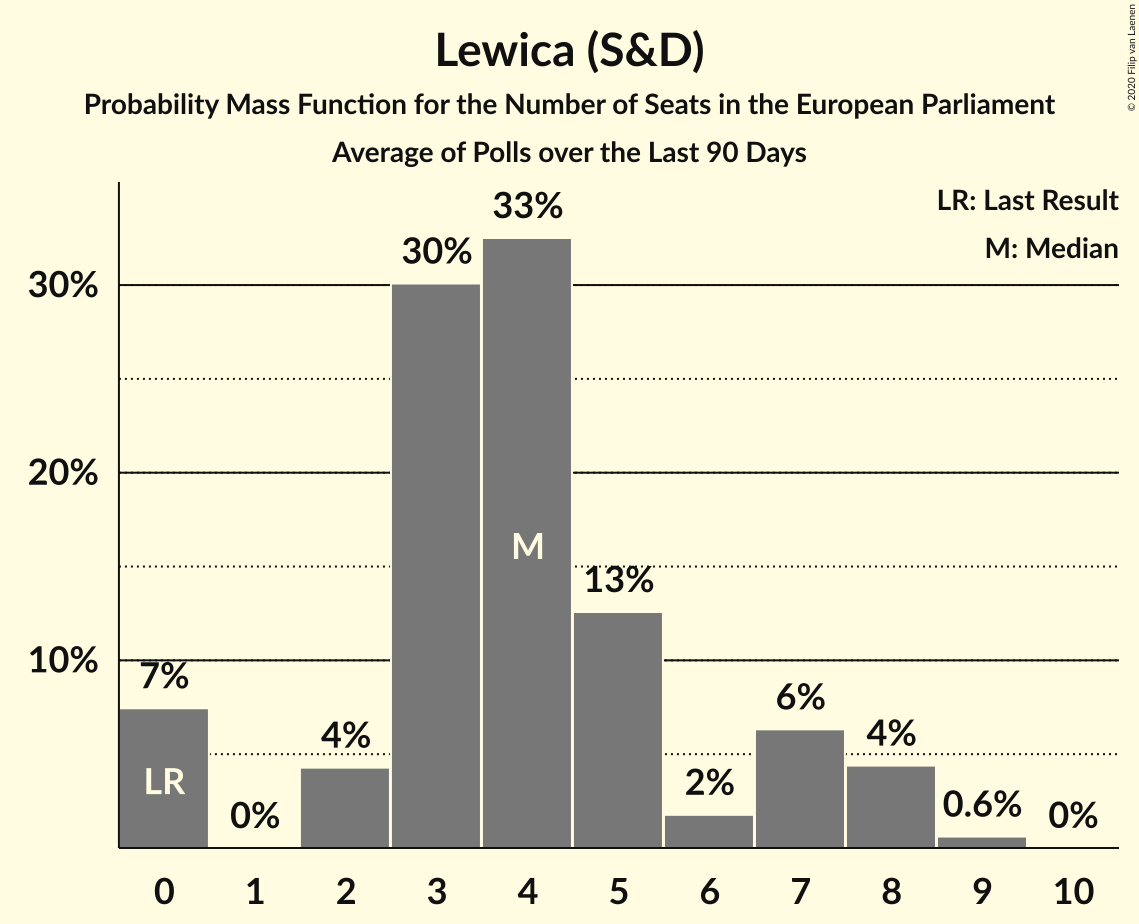 Lewica (S&D)
Probability Mass Function for the Number of Seats in the European Parliament
Average of Polls over the Last 90 Days
© 2020 Filip van Laenen
LR: Last Result
M: Median
33%
30%
30%
20%
M
13%
10%
7%
6%
4%
4%
LR
2%
0%
0.6%
0%
0 1 2 3 4 5 6 7 8 9 10